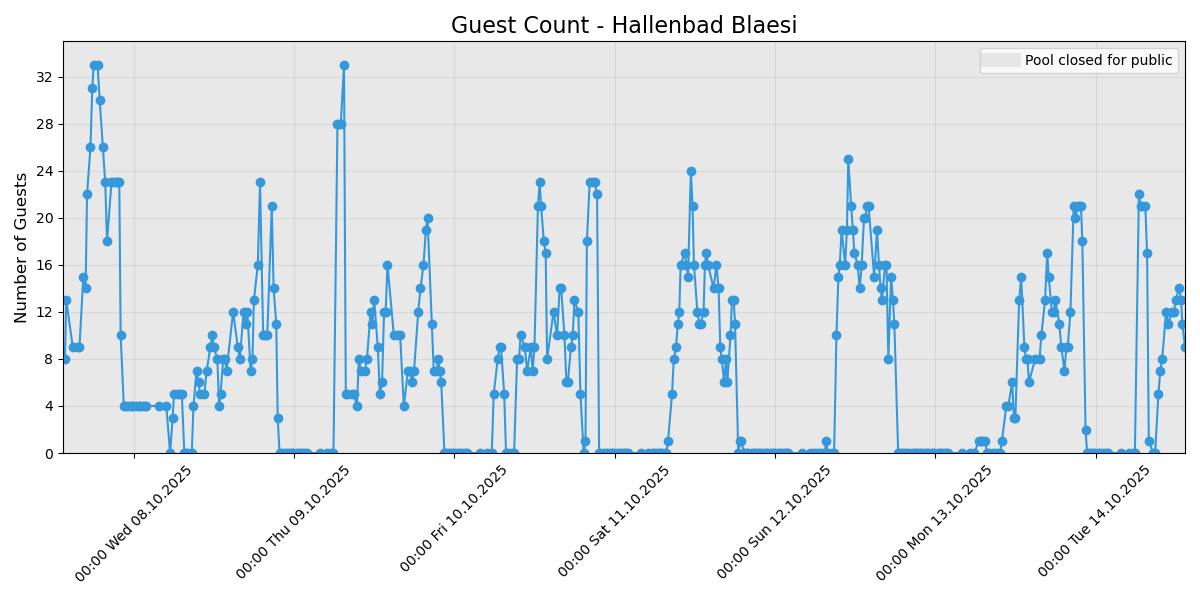 Guest Count - Hallenbad Blaesi
Pool closed for public
Number of Guests
32
28
24
20
16
12
8
4
0
00:00 Wed 08.10.2025
00:00 Thu 09.10.2025
00:00 Fri 10.10.2025
00:00 Sat 11.10.2025
00:00 Sun 12.10.2025
00:00 Mon 13.10.2025
00:00 Tue 14.10.2025